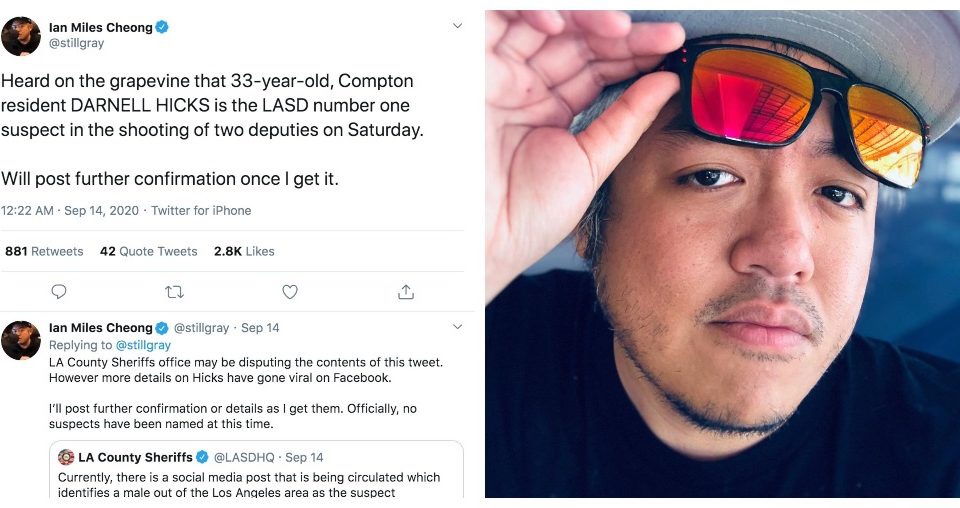 Ian Miles Cheong
@stillgray
Heard on the grapevine that 33-year-old, Compton
resident DARNELL HICKS is the LASD number one
suspect in the shooting of two deputies on Saturday.
Will post further confirmation once I get it.
12:22 AM · Sep 14, 2020 · Twitter for iPhone
881 Retweets 42 Quote Tweets 2.8K Likes
Ian Miles Cheong @stillgray · Sep 14
Replying to @stillgray
LA County Sheriffs office may be disputing the contents of this tweet.
However more details on Hicks have gone viral on Facebook.
I'll post further confirmation or details as I get them. Officially, no
suspects have been named at this time.
LA County Sheriffs @LASDHQ · Sep 14
Currently, there is a social media post that is being circulated which
identifies a male out of the Los Angeles area as the suspect